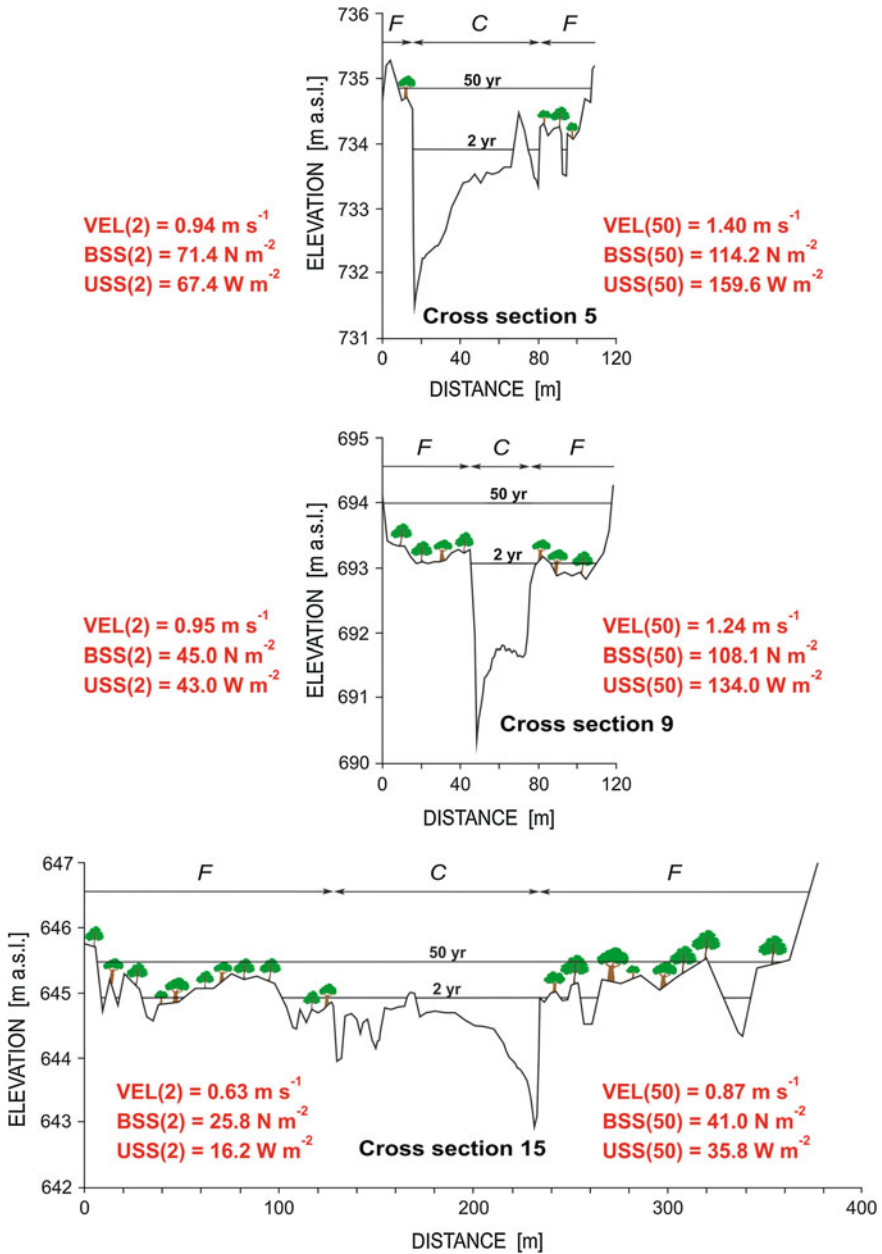 736
F C F
735
50 yr
734
2 yr
733
732
731
ELEVATION [m a.s.l.]
VEL(2) = 0.94 m s⁻¹
BSS(2) = 71.4 N m⁻²
USS(2) = 67.4 W m⁻²
VEL(50) = 1.40 m s⁻¹
BSS(50) = 114.2 N m⁻²
USS(50) = 159.6 W m⁻²
Cross section 5
0 40 80 120
DISTANCE [m]
695
F C F
694
50 yr
693
2 yr
692
691
690
ELEVATION [m a.s.l.]
VEL(2) = 0.95 m s⁻¹
BSS(2) = 45.0 N m⁻²
USS(2) = 43.0 W m⁻²
VEL(50) = 1.24 m s⁻¹
BSS(50) = 108.1 N m⁻²
USS(50) = 134.0 W m⁻²
Cross section 9
0 40 80 120
DISTANCE [m]
647
F C F
646
50 yr
645
2 yr
644
643
642
ELEVATION [m a.s.l.]
VEL(2) = 0.63 m s⁻¹
BSS(2) = 25.8 N m⁻²
USS(2) = 16.2 W m⁻²
VEL(50) = 0.87 m s⁻¹
BSS(50) = 41.0 N m⁻²
USS(50) = 35.8 W m⁻²
Cross section 15
0 100 200 300 400
DISTANCE [m]